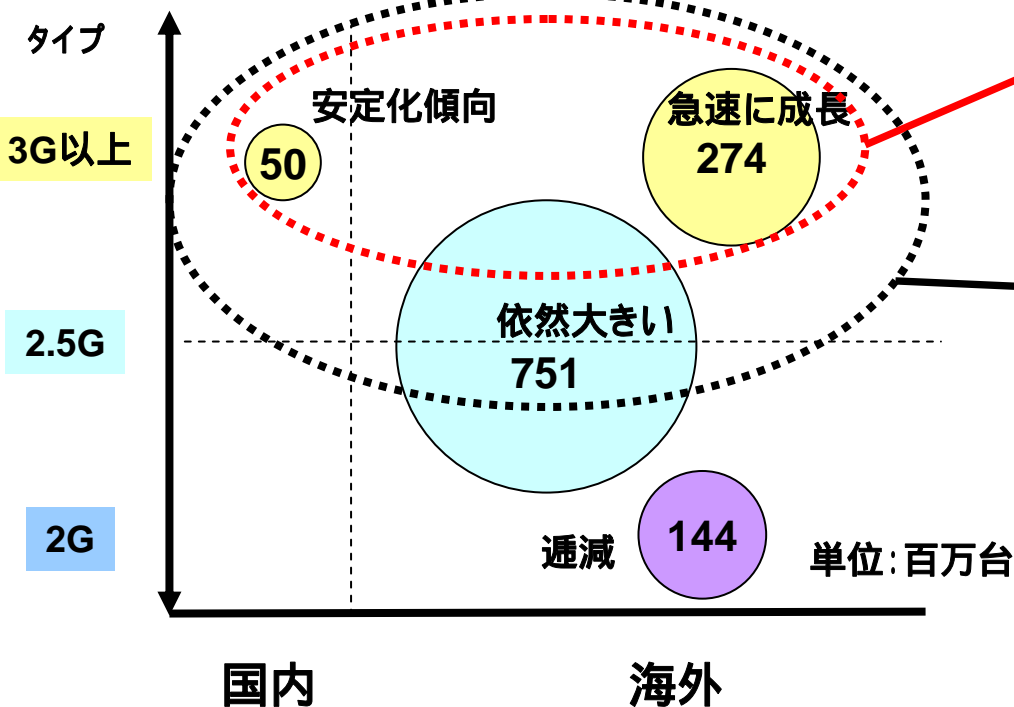 タイプ
安定化傾向
急速に成長
3G以上
50
274
依然大きい
2.5G
751
2G
逓減
144
単位:百万台
国内
海外